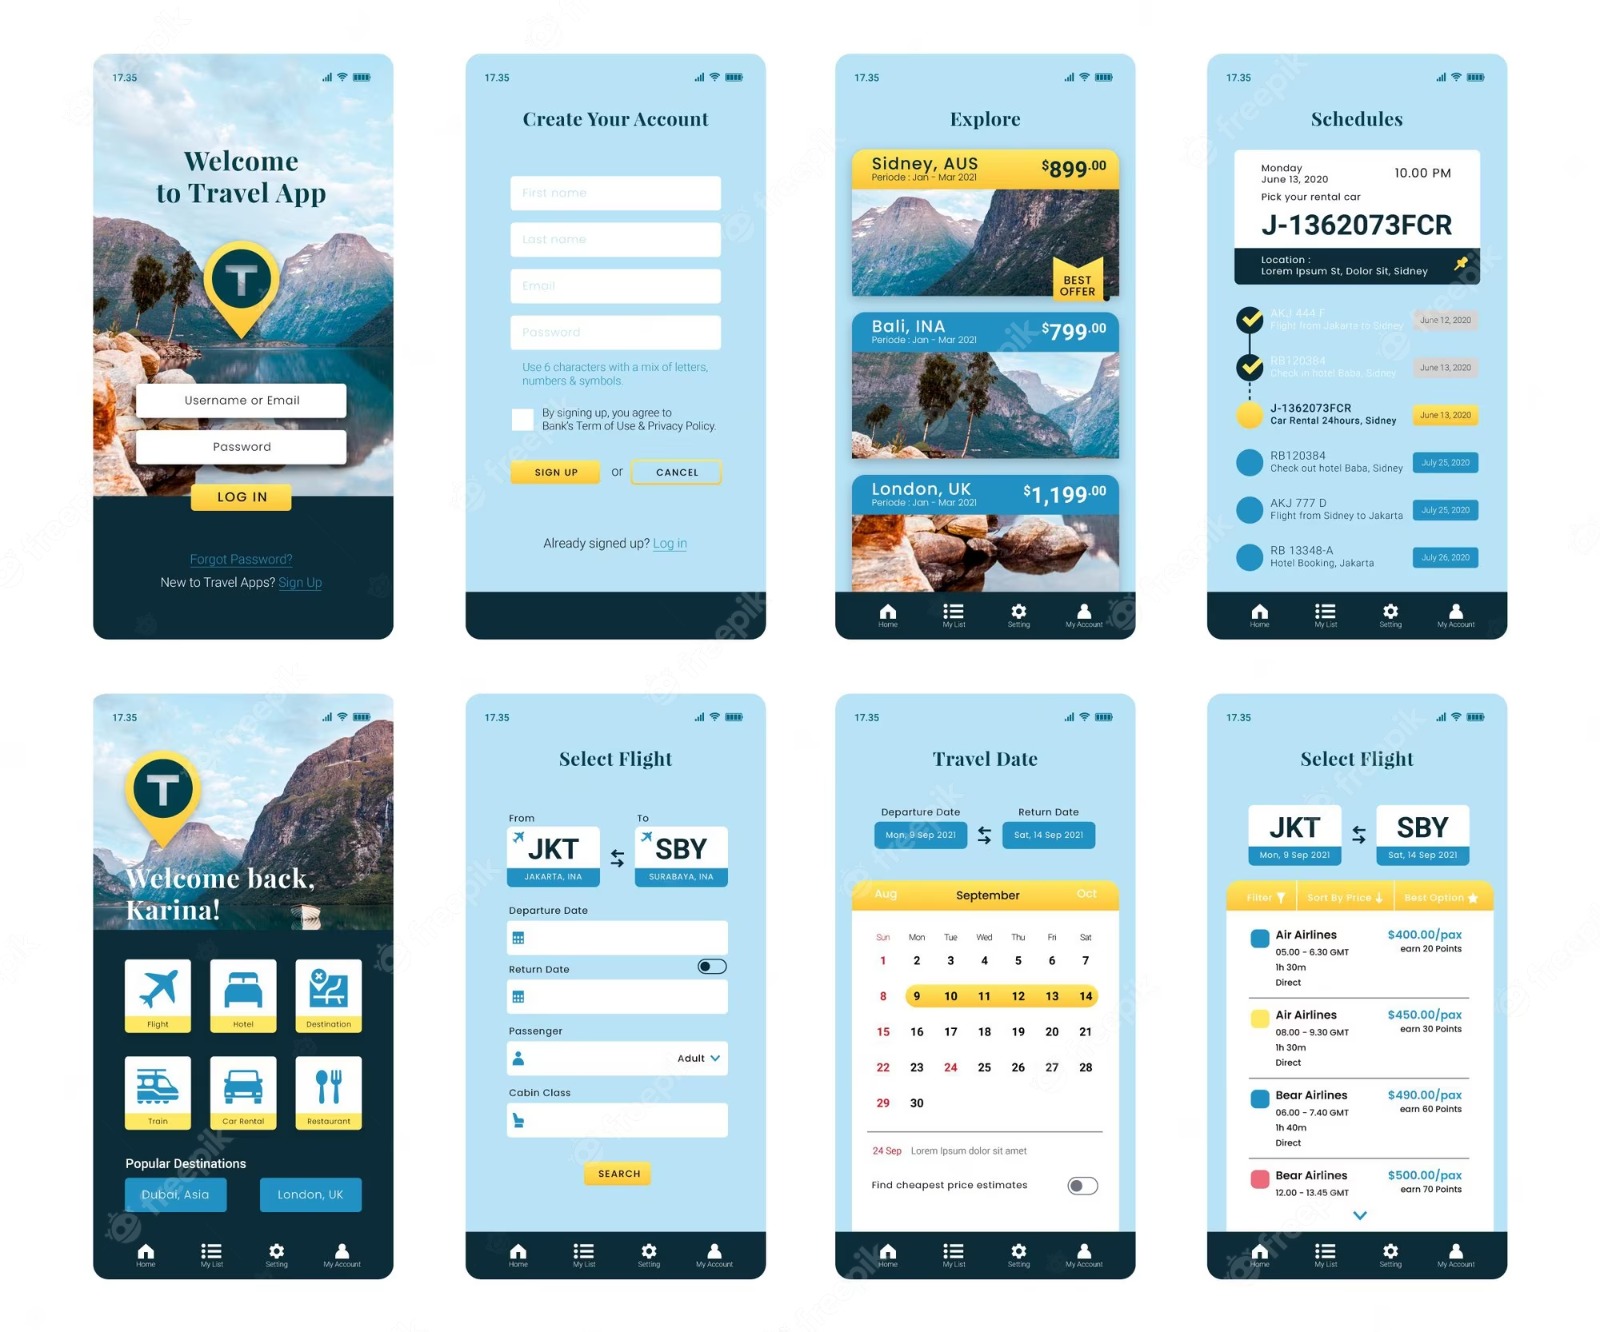 17.35
Welcome
to Travel App
T
Username or Email
Password
LOG IN
Forgot Password?
New to Travel Apps? Sign Up
17.35
Create Your Account
First name
Last name
Email
Password
Use 6 characters with a mix of letters,
numbers & symbols.
By signing up, you agree to
Bank's Term of Use & Privacy Policy.
SIGN UP or CANCEL
Already signed up? Log in
17.35
Explore
Sidney, AUS $899.00
Periode : Jan - Mar 2021
BEST
OFFER
Bali, INA $799.00
Periode : Jan - Mar 2021
London, UK $1,199.00
Periode : Jan - Mar 2021
Home My List Setting My Account
17.35
Schedules
Monday
June 13, 2020 10.00 PM
Pick your rental car
J-1362073FCR
Location :
Lorem Ipsum St, Dolor Sit, Sidney
AKJ 444 F
Flight from Jakarta to Sidney June 12, 2020
RB120384
Check in hotel Baba, Sidney June 13, 2020
J-1362073FCR
Car Rental 24hours, Sidney June 13, 2020
RB120384
Check out hotel Baba, Sidney July 25, 2020
AKJ 777 D
Flight from Sidney to Jakarta July 25, 2020
RB 13348-A
Hotel Booking, Jakarta July 26, 2020
Home My List Setting My Account
17.35
T
Welcome back,
Karina!
Flight Hotel Destination
Train Car Rental Restaurant
Popular Destinations
Dubai, Asia London, UK
Home My List Setting My Account
17.35
Select Flight
From To
JKT SBY
JAKARTA, INA SURABAYA, INA
Departure Date
Return Date
Passenger
Adult
Cabin Class
SEARCH
Home My List Setting My Account
17.35
Travel Date
Departure Date Return Date
Mon, 9 Sep 2021 Sat, 14 Sep 2021
Aug September Oct
Sun Mon Tue Wed Thu Fri Sat
1 2 3 4 5 6 7
8 9 10 11 12 13 14
15 16 17 18 19 20 21
22 23 24 25 26 27 28
29 30
24 Sep Lorem Ipsum dolor sit amet
Find cheapest price estimates
Home My List Setting My Account
17.35
Select Flight
JKT SBY
Mon, 9 Sep 2021 Sat, 14 Sep 2021
Filter Sort By Price Best Option
Air Airlines $400.00/pax
05.00 - 6.30 GMT earn 20 Points
1h 30m
Direct
Air Airlines $450.00/pax
08.00 - 9.30 GMT earn 30 Points
1h 30m
Direct
Bear Airlines $490.00/pax
06.00 - 7.40 GMT earn 60 Points
1h 40m
Direct
Bear Airlines $500.00/pax
12.00 - 13.45 GMT earn 70 Points
Home My List Setting My Account
freepik